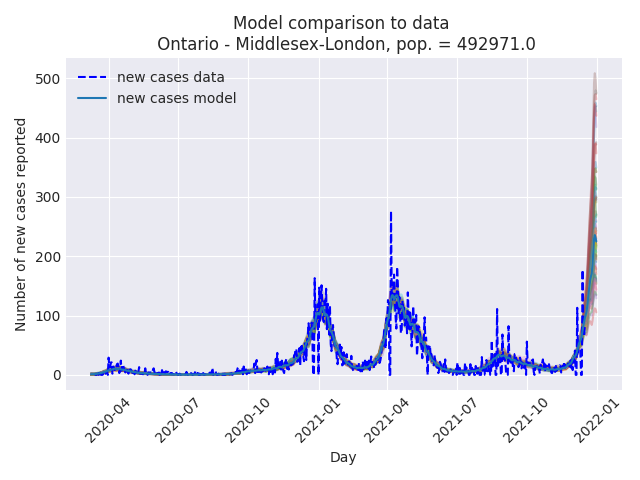 Model comparison to data
Ontario - Middlesex-London, pop. = 492971.0
new cases data
new cases model
Number of new cases reported
500
400
300
200
100
0
2020-04
2020-07
2020-10
2021-01
2021-04
2021-07
2021-10
2022-01
Day